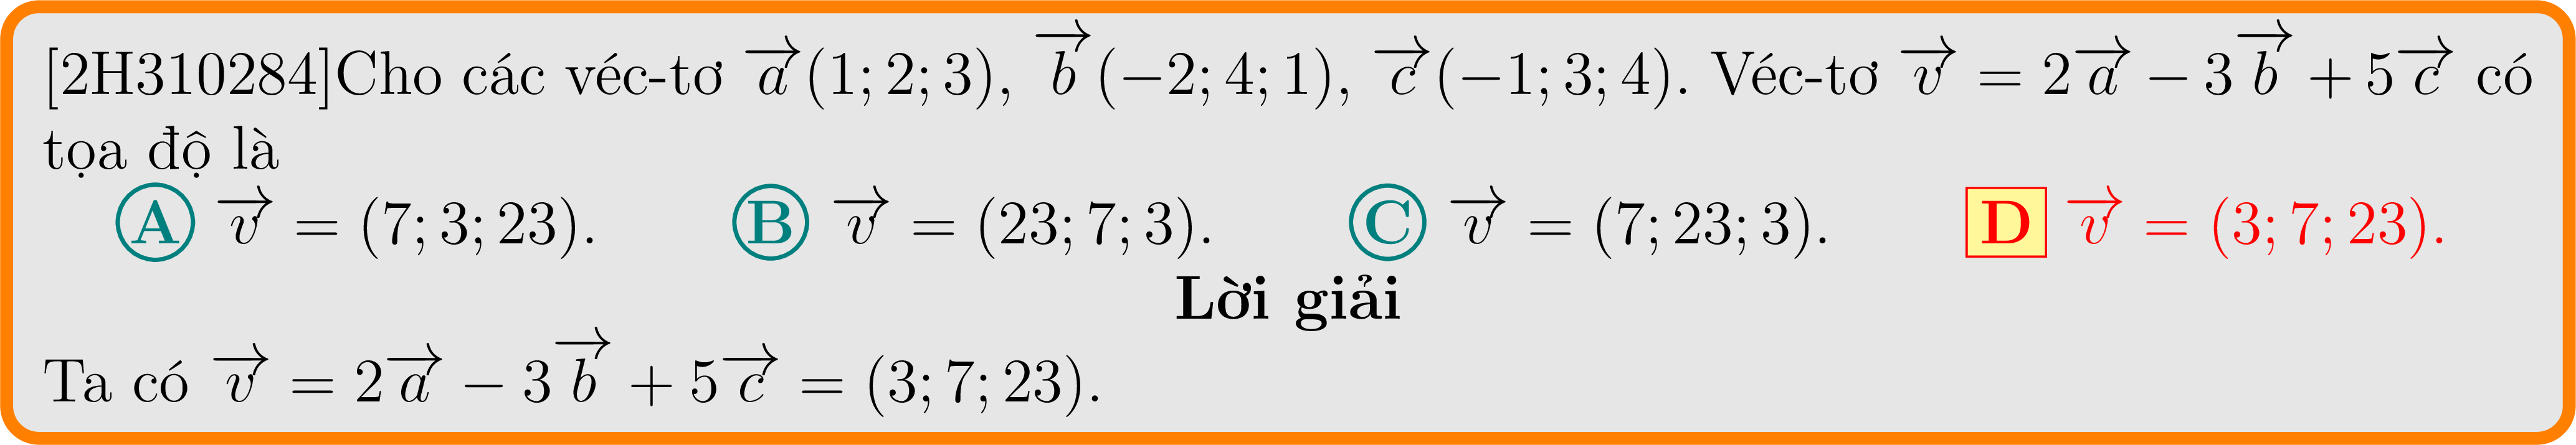 [2H310284]Cho các véc-tơ $\overrightarrow{a}(1;2;3)$, $\overrightarrow{b}(-2;4;1)$, $\overrightarrow{c}(-1;3;4)$. Véc-tơ $\overrightarrow{v} = 2\overrightarrow{a} - 3\overrightarrow{b} + 5\overrightarrow{c}$ có
tọa độ là
A $\overrightarrow{v} = (7;3;23)$. B $\overrightarrow{v} = (23;7;3)$. C $\overrightarrow{v} = (7;23;3)$. D $\overrightarrow{v} = (3;7;23)$.
Lời giải
Ta có $\overrightarrow{v} = 2\overrightarrow{a} - 3\overrightarrow{b} + 5\overrightarrow{c} = (3;7;23)$.